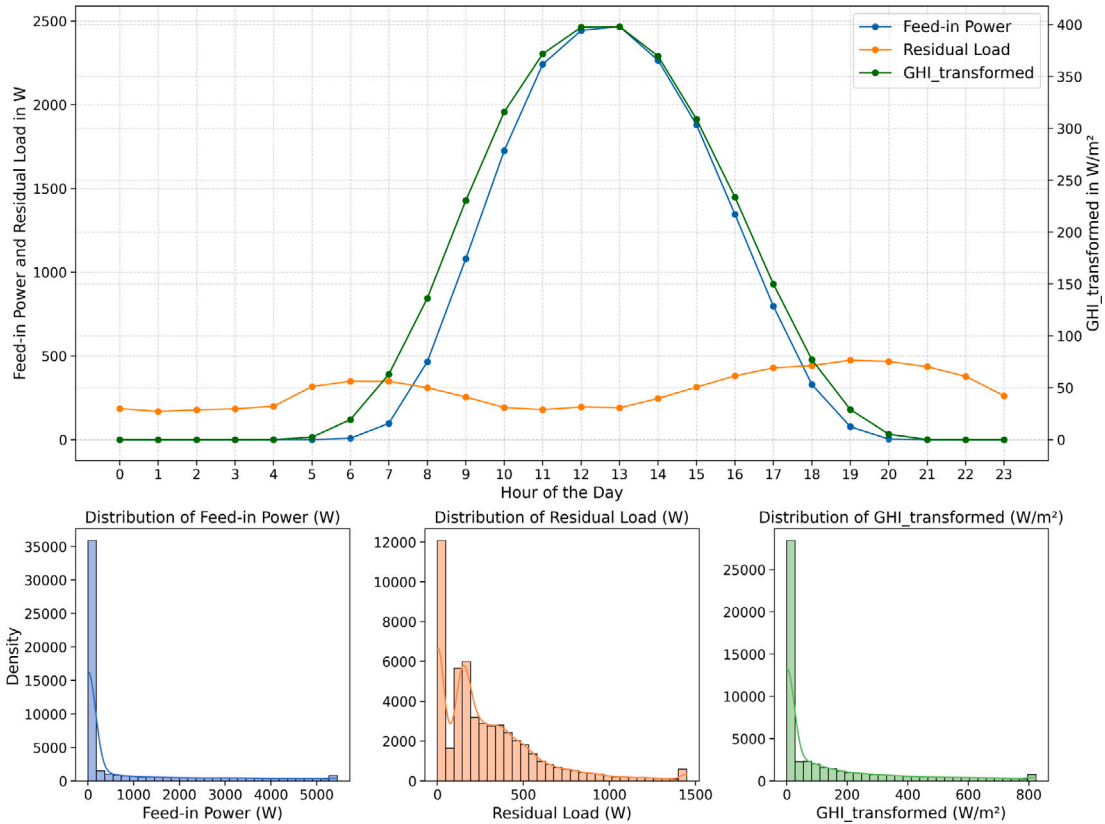 2500
2000
1500
1000
500
0
Feed-in Power and Residual Load in W
Feed-in Power
Residual Load
GHI_transformed
400
350
300
250
200
150
100
50
0
GHI_transformed in W/m²
0 1 2 3 4 5 6 7 8 9 10 11 12 13 14 15 16 17 18 19 20 21 22 23
Hour of the Day
Distribution of Feed-in Power (W)
35000
30000
25000
20000
15000
10000
5000
0
Density
0 1000 2000 3000 4000 5000
Feed-in Power (W)
Distribution of Residual Load (W)
12000
10000
8000
6000
4000
2000
0
0 500 1000 1500
Residual Load (W)
Distribution of GHI_transformed (W/m²)
25000
20000
15000
10000
5000
0
0 200 400 600 800
GHI_transformed (W/m²)